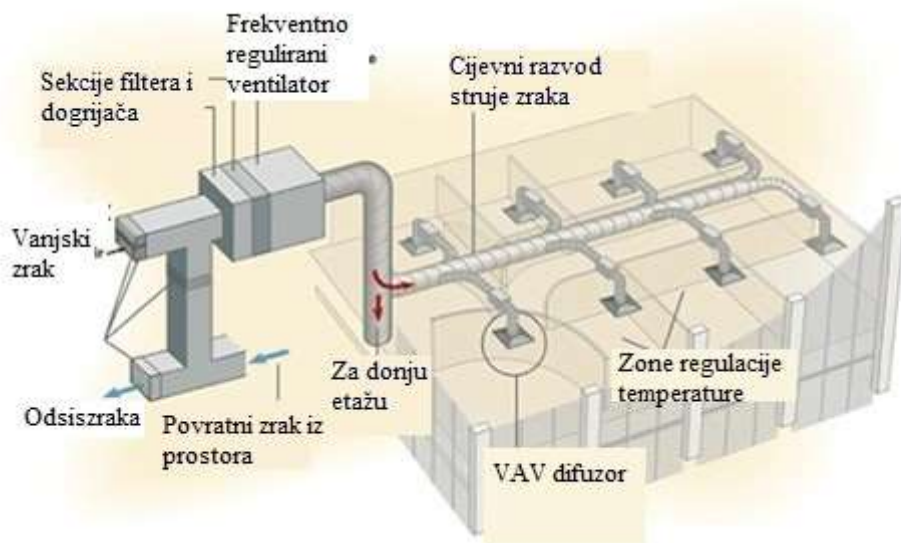 Frekventno
regulirani
ventilator
Sekcije filtera i
dogrijača
Cijevni razvod
struje zraka
Vanjski
zrak
Za donju
etažu
Zone regulacije
temperature
Odsiszraka
Povratni zrak iz
prostora
VAV difuzor